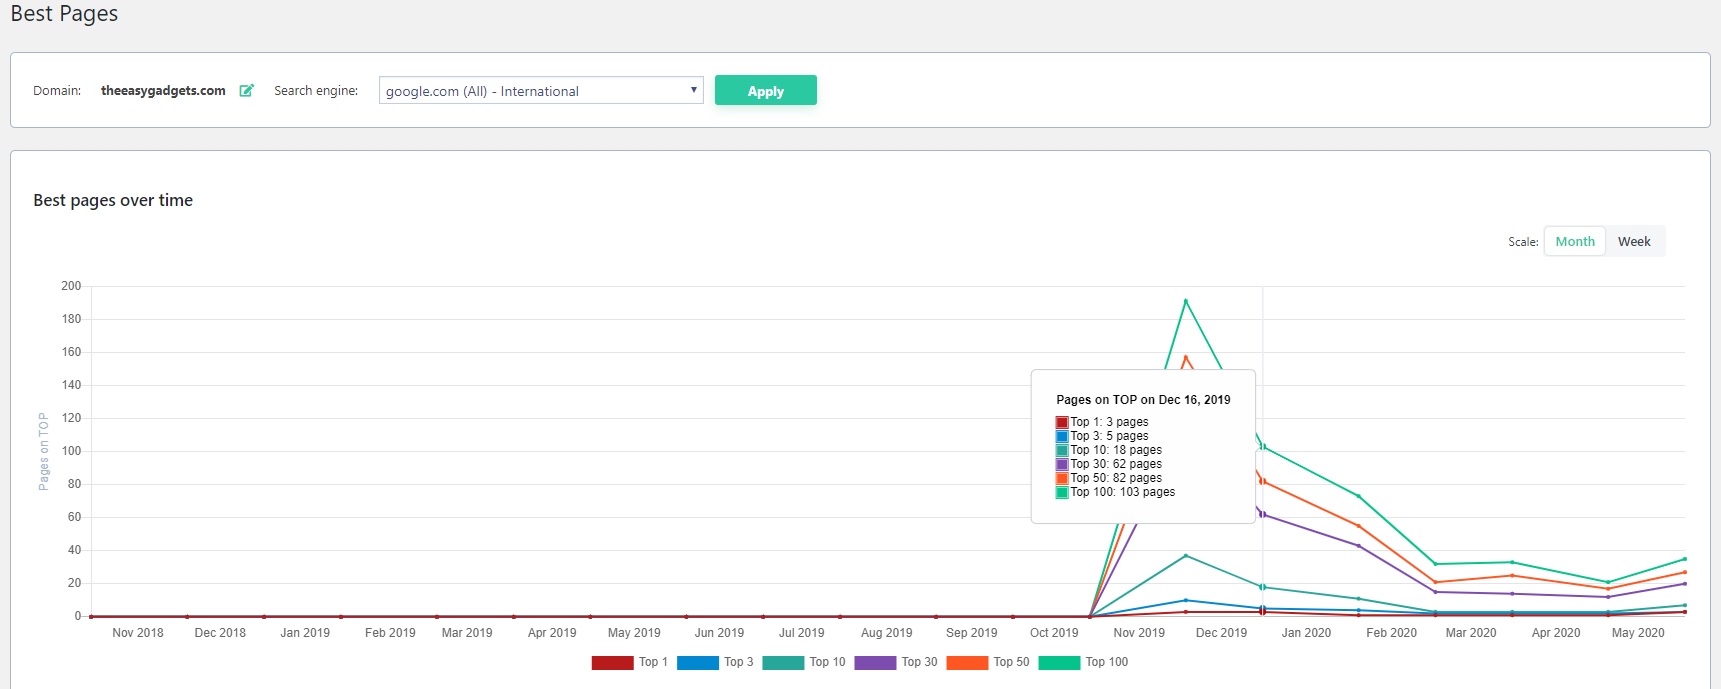 Best Pages
Domain: theeasygadgets.com Search engine: google.com (All) - International Apply
Best pages over time
Scale: Month Week
Pages on TOP
200
180
160
140
120
100
80
60
40
20
0
Pages on TOP on Dec 16, 2019
Top 1: 3 pages
Top 3: 5 pages
Top 10: 18 pages
Top 30: 62 pages
Top 50: 82 pages
Top 100: 103 pages
Nov 2018 Dec 2018 Jan 2019 Feb 2019 Mar 2019 Apr 2019 May 2019 Jun 2019 Jul 2019 Aug 2019 Sep 2019 Oct 2019 Nov 2019 Dec 2019 Jan 2020 Feb 2020 Mar 2020 Apr 2020 May 2020
Top 1 Top 3 Top 10 Top 30 Top 50 Top 100